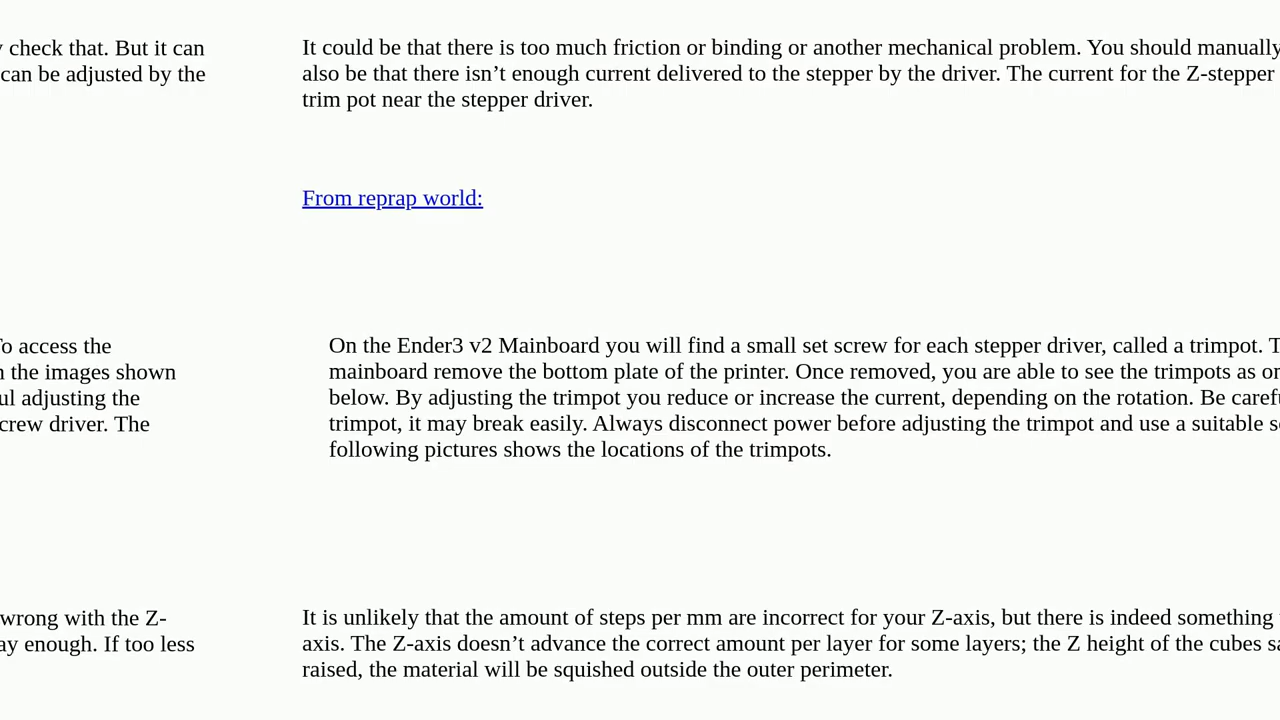 check that. But it can
can be adjusted by the
access the
the images shown
adjusting the
driver. The
wrong with the Z-
enough. If too less
It could be that there is too much friction or binding or another mechanical problem. You should manually
also be that there isn’t enough current delivered to the stepper by the driver. The current for the Z-stepper
trim pot near the stepper driver.
From reprap world:
On the Ender3 v2 Mainboard you will find a small set screw for each stepper driver, called a trimpot.
mainboard remove the bottom plate of the printer. Once removed, you are able to see the trimpots as
below. By adjusting the trimpot you reduce or increase the current, depending on the rotation. Be
trimpot, it may break easily. Always disconnect power before adjusting the trimpot and use a suitable
following pictures shows the locations of the trimpots.
It is unlikely that the amount of steps per mm are incorrect for your Z-axis, but there is indeed something
axis. The Z-axis doesn’t advance the correct amount per layer for some layers; the Z height of the cubes
raised, the material will be squished outside the outer perimeter.